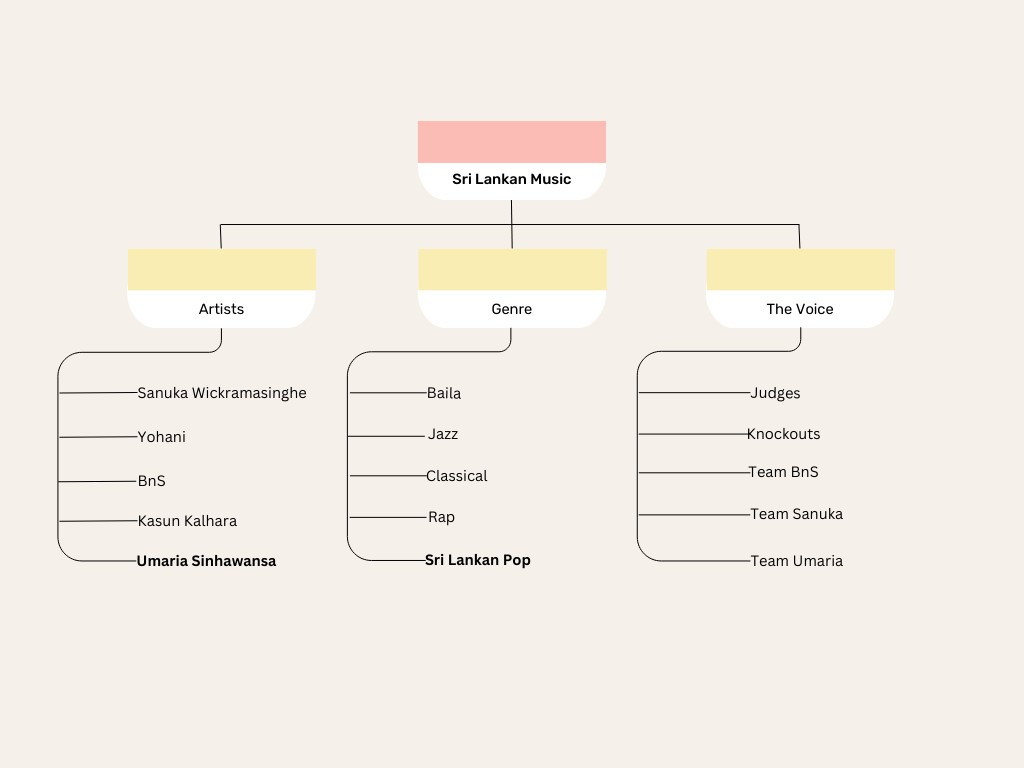 Sri Lankan Music
Artists
Sanuka Wickramasinghe
Yohani
BnS
Kasun Kalhara
Umaria Sinhawansa
Genre
Baila
Jazz
Classical
Rap
Sri Lankan Pop
The Voice
Judges
Knockouts
Team BnS
Team Sanuka
Team Umaria